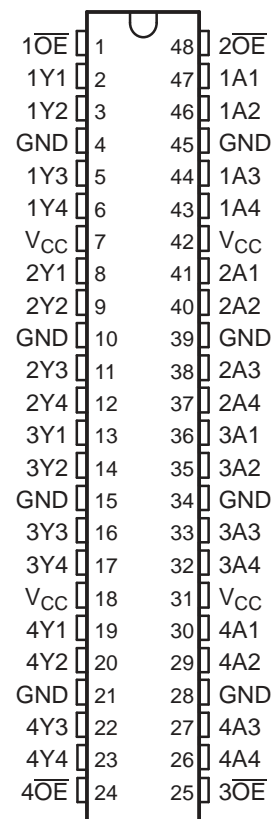 1O̅E̅ 1 48 2O̅E̅
1Y1 2 47 1A1
1Y2 3 46 1A2
GND 4 45 GND
1Y3 5 44 1A3
1Y4 6 43 1A4
VCC 7 42 VCC
2Y1 8 41 2A1
2Y2 9 40 2A2
GND 10 39 GND
2Y3 11 38 2A3
2Y4 12 37 2A4
3Y1 13 36 3A1
3Y2 14 35 3A2
GND 15 34 GND
3Y3 16 33 3A3
3Y4 17 32 3A4
VCC 18 31 VCC
4Y1 19 30 4A1
4Y2 20 29 4A2
GND 21 28 GND
4Y3 22 27 4A3
4Y4 23 26 4A4
4O̅E̅ 24 25 3O̅E̅